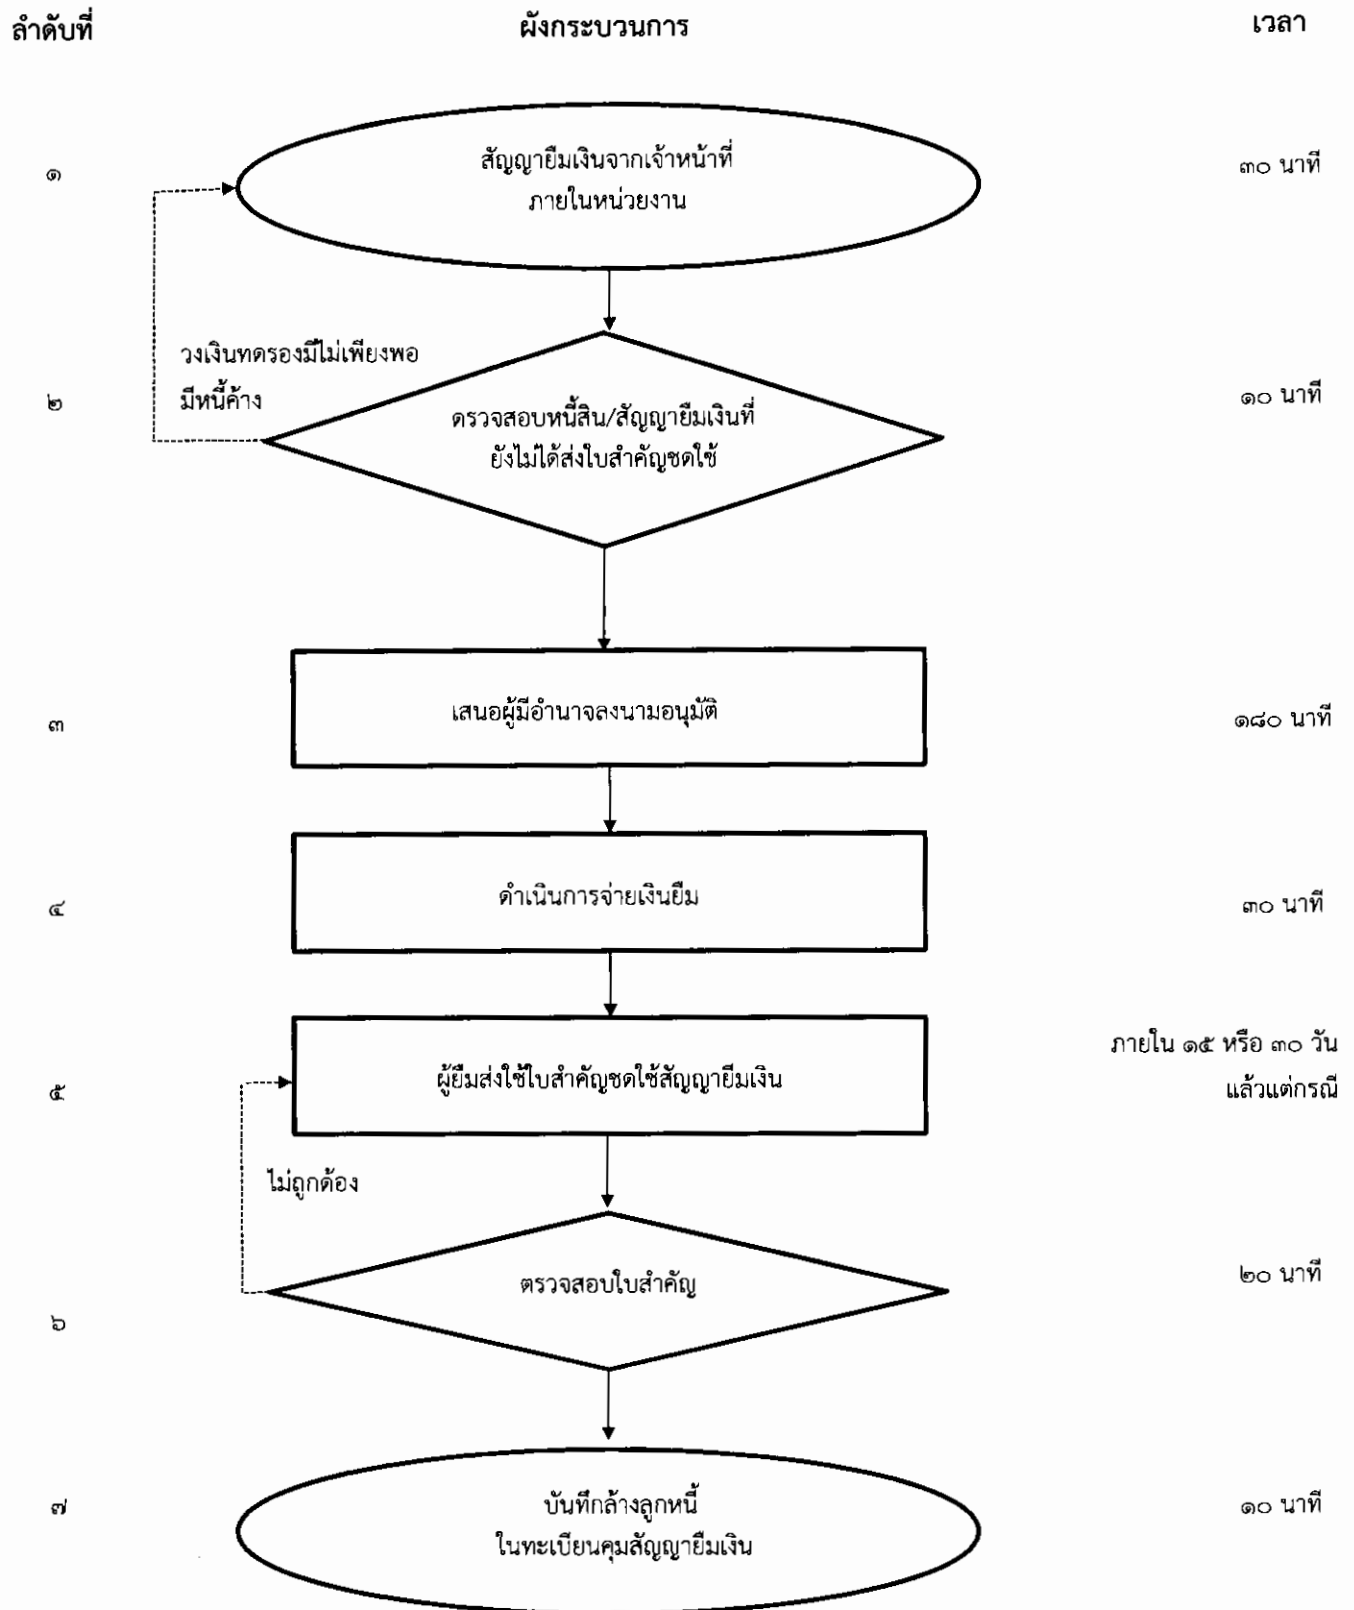 ลำดับที่ ผังกระบวนการ เวลา
๑ สัญญายืมเงินจากเจ้าหน้าที่ ๓๐ นาที
ภายในหน่วยงาน
วงเงินทดรองมีไม่เพียงพอ
มีหนี้ค้าง
๒ ตรวจสอบหนี้สิน/สัญญายืมเงินที่ ๑๐ นาที
ยังไม่ได้ส่งใบสำคัญชดใช้
๓ เสนอผู้มีอำนาจลงนามอนุมัติ ๑๘๐ นาที
๔ ดำเนินการจ่ายเงินยืม ๓๐ นาที
๕ ผู้ยืมส่งใช้ใบสำคัญชดใช้สัญญายืมเงิน ภายใน ๑๕ หรือ ๓๐ วัน
แล้วแต่กรณี
ไม่ถูกต้อง
๖ ตรวจสอบใบสำคัญ ๒๐ นาที
๗ บันทึกล้างลูกหนี้ ๑๐ นาที
ในทะเบียนคุมสัญญายืมเงิน